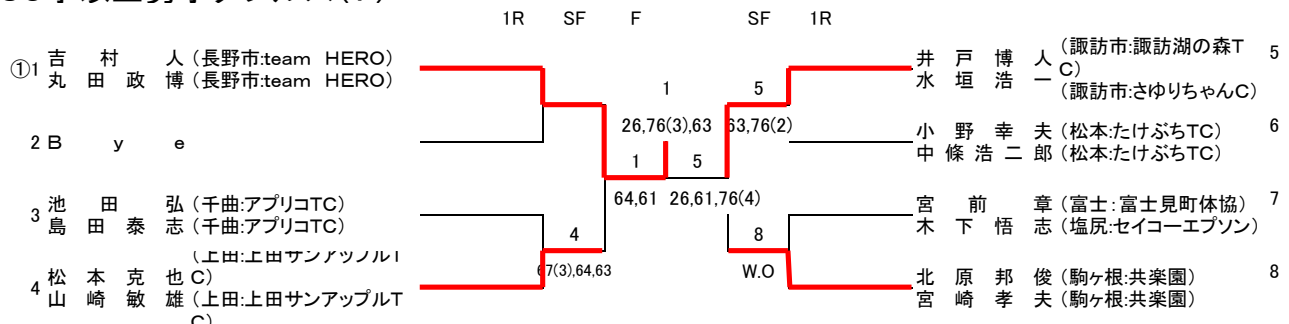 1R SF F SF 1R
①1 吉 村 人 (長野市:team HERO)
丸 田 政 博 (長野市:team HERO)
2 B y e
3 池 田 弘 (千曲:アプリコTC)
島 田 泰 志 (千曲:アプリコTC)
4 松 本 克 也 (上田:上田サンアップルTC)
山 崎 敏 雄 (上田:上田サンアップルTC)
1
26,76(3),63
5
63,76(2)
1
64,61
5
26,61,76(4)
4
67(3),64,63
8
W.O
井 戸 博 人 (諏訪市:諏訪湖の森TC) 5
水 垣 浩 一 (諏訪市:さゆりちゃんC)
小 野 幸 夫 (松本:たけぶちTC) 6
中 條 浩 二 郎 (松本:たけぶちTC)
宮 前 章 (富士:富士見町体協) 7
木 下 悟 志 (塩尻:セイコーエプソン)
北 原 邦 俊 (駒ヶ根:共楽園) 8
宮 崎 孝 夫 (駒ヶ根:共楽園)